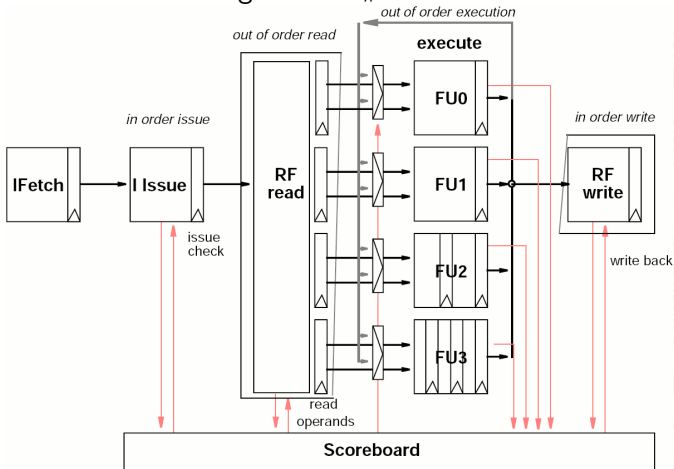 out of order execution
out of order read
execute
in order issue
in order write
FU0
IFetch
I Issue
RF
read
FU1
RF
write
issue
check
write back
FU2
FU3
read
operands
Scoreboard